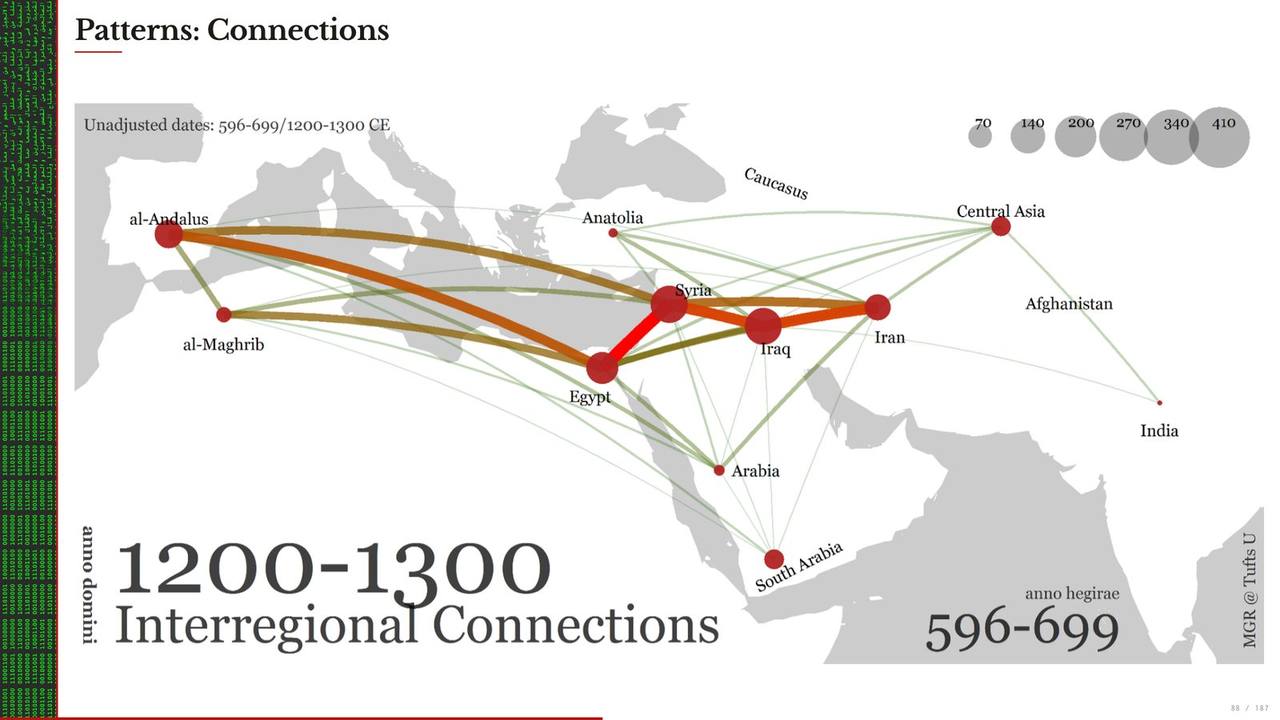 Patterns: Connections
Unadjusted dates: 596-699/1200-1300 CE
70 140 200 270 340 410
Caucasus
al-Andalus
Anatolia
Central Asia
Syria
Afghanistan
al-Maghrib
Iraq
Iran
Egypt
India
Arabia
South Arabia
anno domini
1200-1300
Interregional Connections
anno hegirae
596-699
MGR @ Tufts U
88 / 187